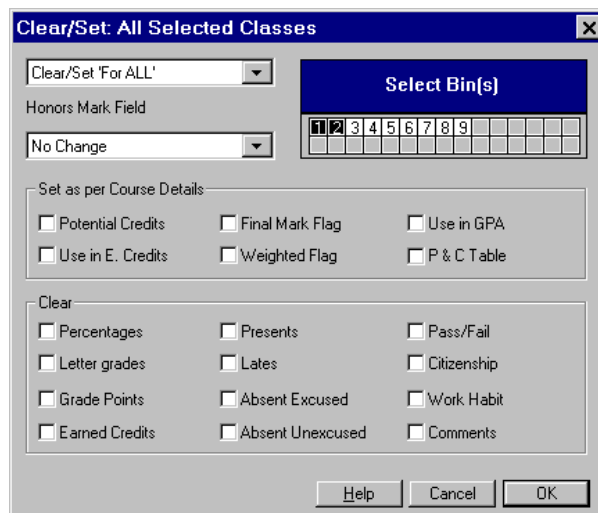 Clear/Set: All Selected Classes
Clear/Set 'For ALL'
Honors Mark Field
No Change
Select Bin(s)
1 2 3 4 5 6 7 8 9
Set as per Course Details
Potential Credits Final Mark Flag Use in GPA
Use in E. Credits Weighted Flag P & C Table
Clear
Percentages Presents Pass/Fail
Letter grades Lates Citizenship
Grade Points Absent Excused Work Habit
Earned Credits Absent Unexcused Comments
Help Cancel OK